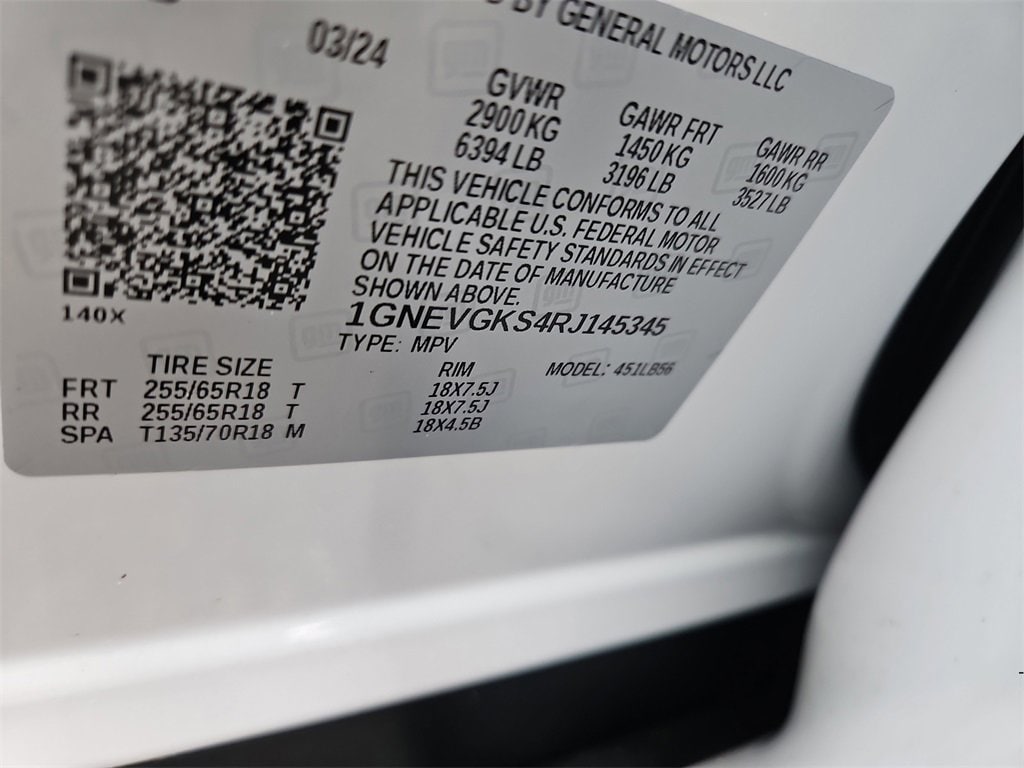 BY GENERAL MOTORS LLC
03/24
GVWR GAWR FRT GAWR RR
2900 KG 1450 KG 1600 KG
6394 LB 3196 LB 3527 LB
THIS VEHICLE CONFORMS TO ALL
APPLICABLE U.S. FEDERAL MOTOR
VEHICLE SAFETY STANDARDS IN EFFECT
ON THE DATE OF MANUFACTURE
SHOWN ABOVE.
1GNEVGKS4RJ145345
140X
TYPE: MPV MODEL: 451LB56
TIRE SIZE RIM
FRT 255/65R18 T 18X7.5J
RR 255/65R18 T 18X7.5J
SPA T135/70R18 M 18X4.5B